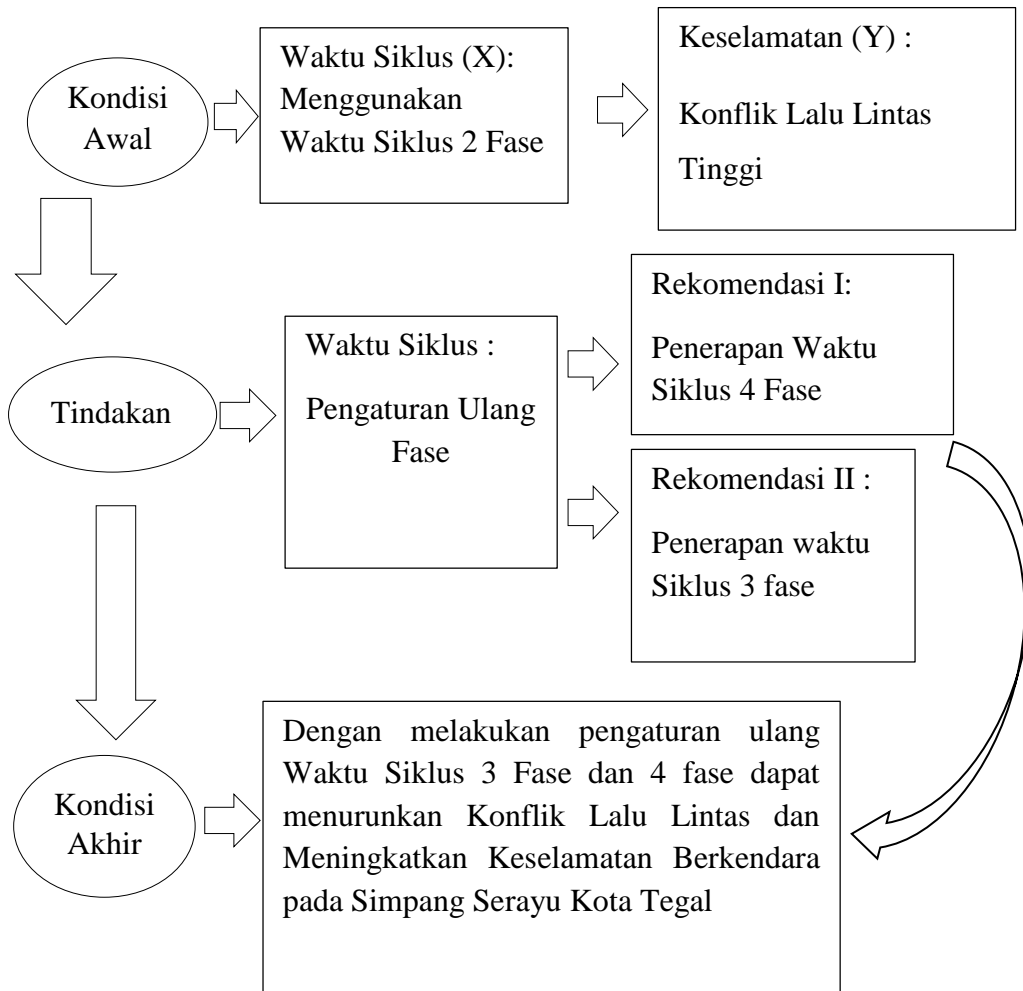 Kondisi
Awal
Waktu Siklus (X):
Menggunakan
Waktu Siklus 2 Fase
Keselamatan (Y) :
Konflik Lalu Lintas
Tinggi
Tindakan
Waktu Siklus :
Pengaturan Ulang
Fase
Rekomendasi I:
Penerapan Waktu
Siklus 4 Fase
Rekomendasi II :
Penerapan waktu
Siklus 3 fase
Kondisi
Akhir
Dengan melakukan pengaturan ulang
Waktu Siklus 3 Fase dan 4 fase dapat
menurunkan Konflik Lalu Lintas dan
Meningkatkan Keselamatan Berkendara
pada Simpang Serayu Kota Tegal